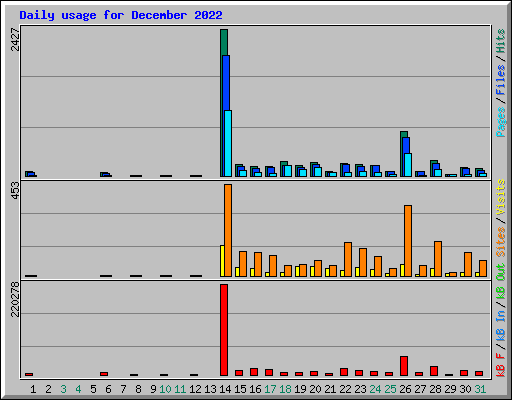 Daily usage for December 2022
2427
Pages/Files/Hits
453
Sites/Visits
220278
kB F/kB In/kB Out
1 2 3 4 5 6 7 8 9 10 11 12 13 14 15 16 17 18 19 20 21 22 23 24 25 26 27 28 29 30 31